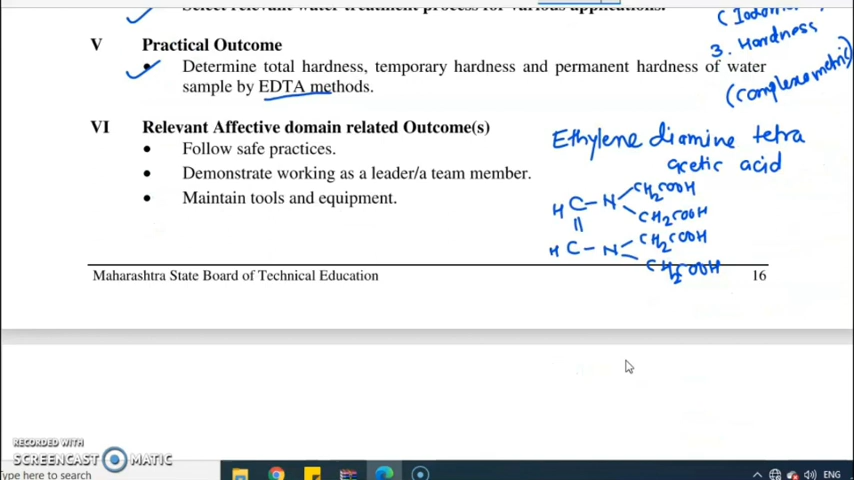 Select relevant water treatment process for various applications.
(Iodom
3. Hardness
(complexometric)
V Practical Outcome
• Determine total hardness, temporary hardness and permanent hardness of water
sample by EDTA methods.
VI Relevant Affective domain related Outcome(s)
• Follow safe practices.
• Demonstrate working as a leader/a team member.
• Maintain tools and equipment.
Ethylene diamine tetra
acetic acid
H C - N CH2COOH
CH2COOH
||
H C - N CH2COOH
CH2COOH
Maharashtra State Board of Technical Education 16
RECORDED WITH
SCREENCAST MATIC
Type here to search
ENG